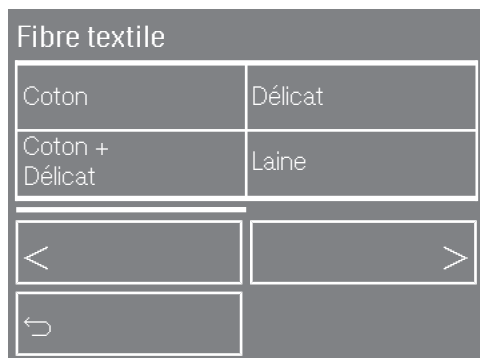 Fibre textile
Coton
Délicat
Coton +
Délicat
Laine
<
>